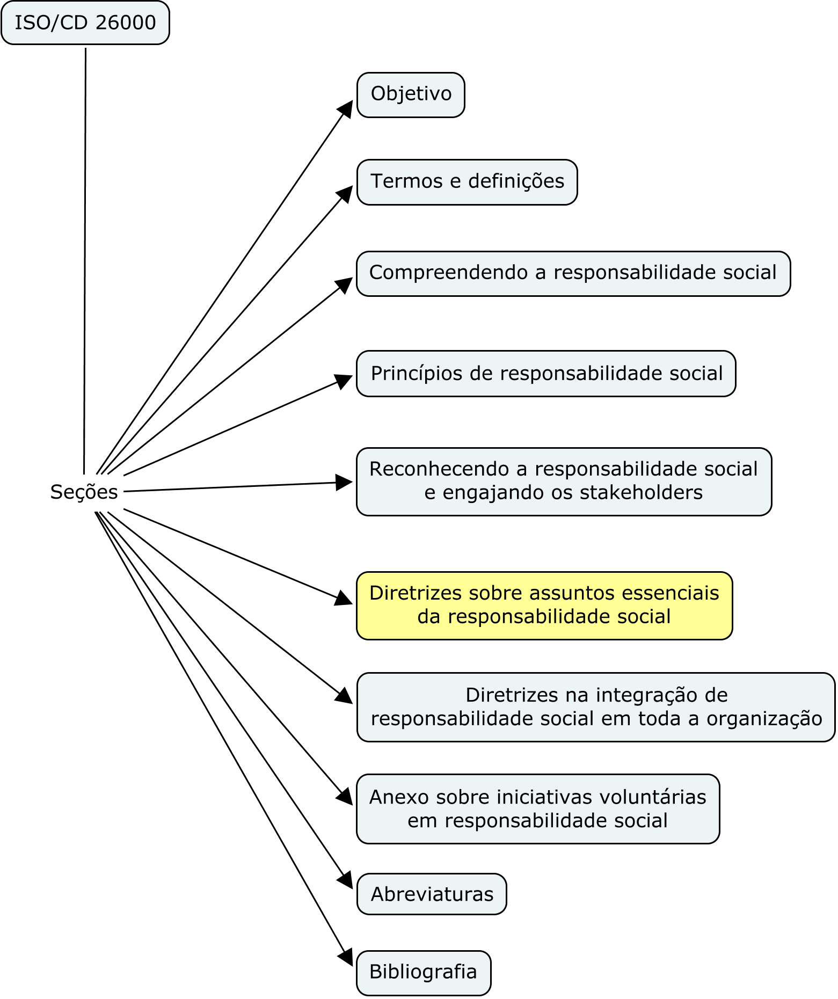 ISO/CD 26000
Objetivo
Termos e definições
Compreendendo a responsabilidade social
Princípios de responsabilidade social
Reconhecendo a responsabilidade social
e engajando os stakeholders
Seções
Diretrizes sobre assuntos essenciais
da responsabilidade social
Diretrizes na integração de
responsabilidade social em toda a organização
Anexo sobre iniciativas voluntárias
em responsabilidade social
Abreviaturas
Bibliografia